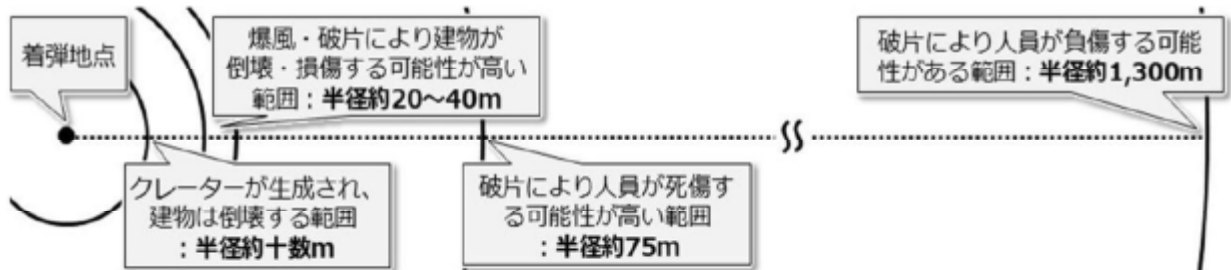 着弾地点
爆風・破片により建物が
倒壊・損傷する可能性が高い
範囲：半径約20～40m
破片により人員が負傷する可能
性がある範囲：半径約1,300m
クレーターが生成され、
建物は倒壊する範囲
：半径約十数m
破片により人員が死傷す
る可能性が高い範囲
：半径約75m